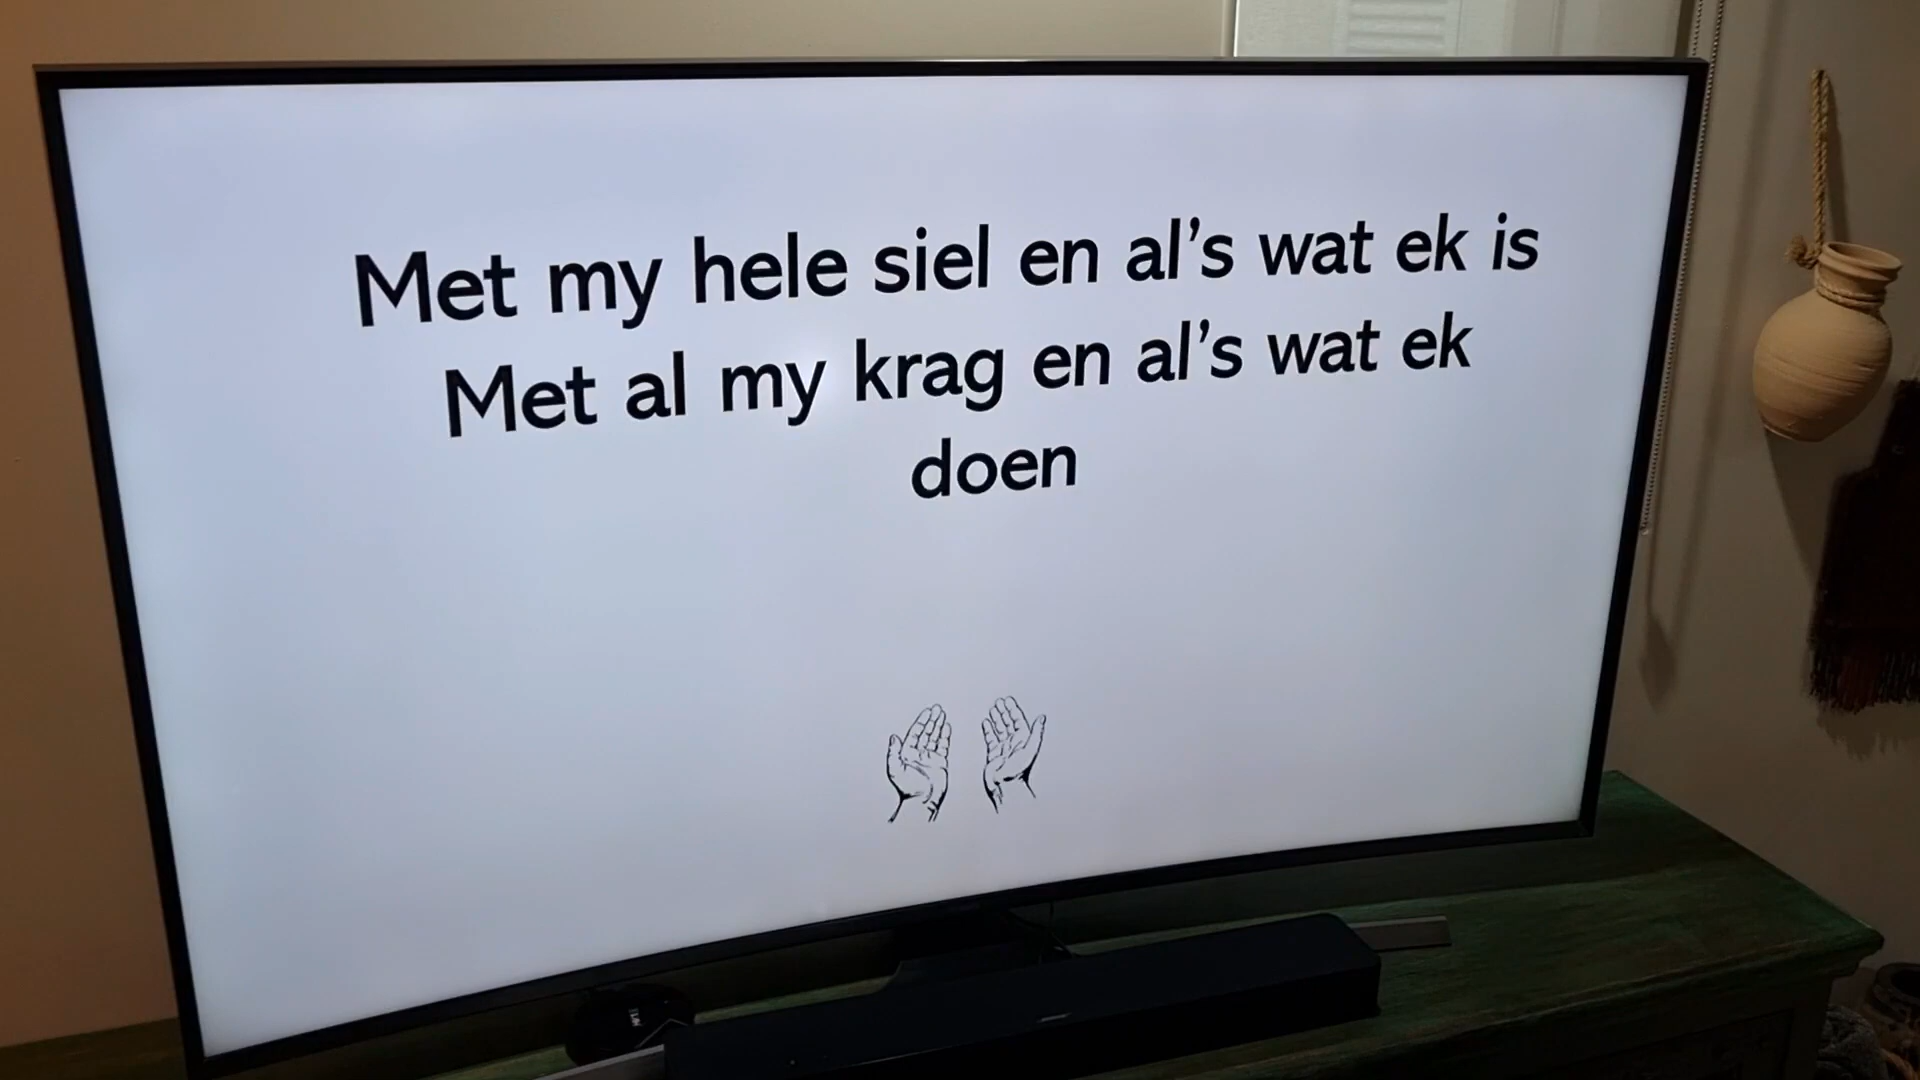 Met my hele siel en al’s wat ek is
Met al my krag en al’s wat ek
doen